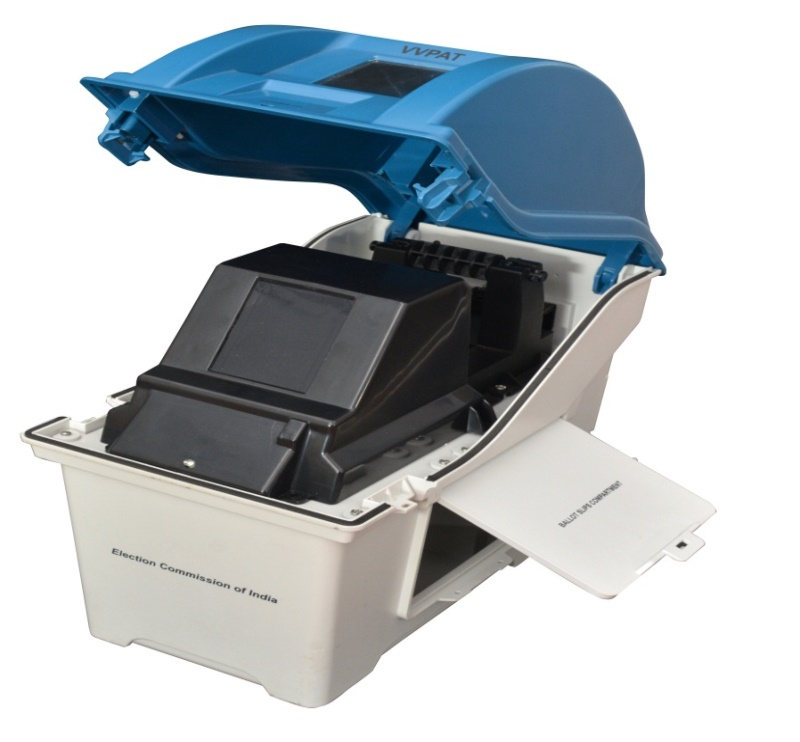 VVPAT
BALLOT SLIPS COMPARTMENT
Election Commission of India